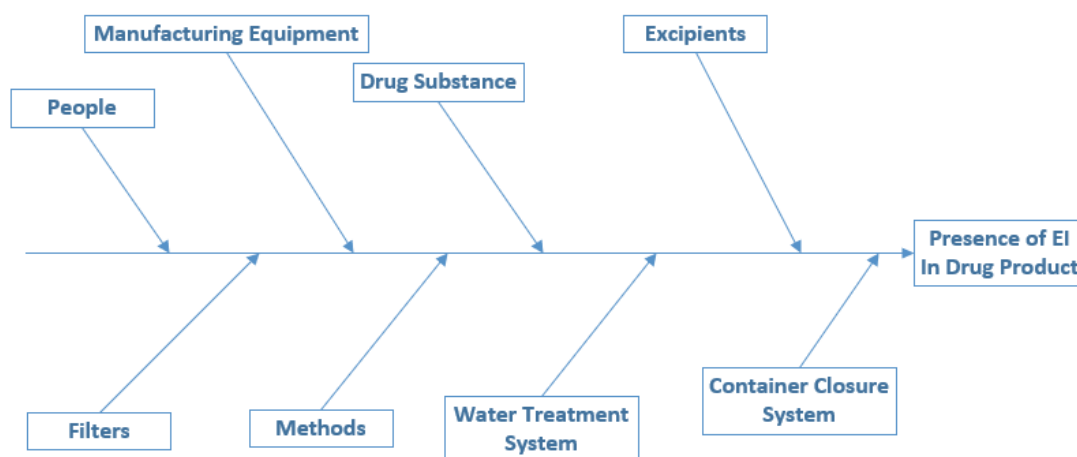 Manufacturing Equipment
Excipients
Drug Substance
People
Presence of EI
In Drug Product
Filters
Methods
Water Treatment
System
Container Closure
System